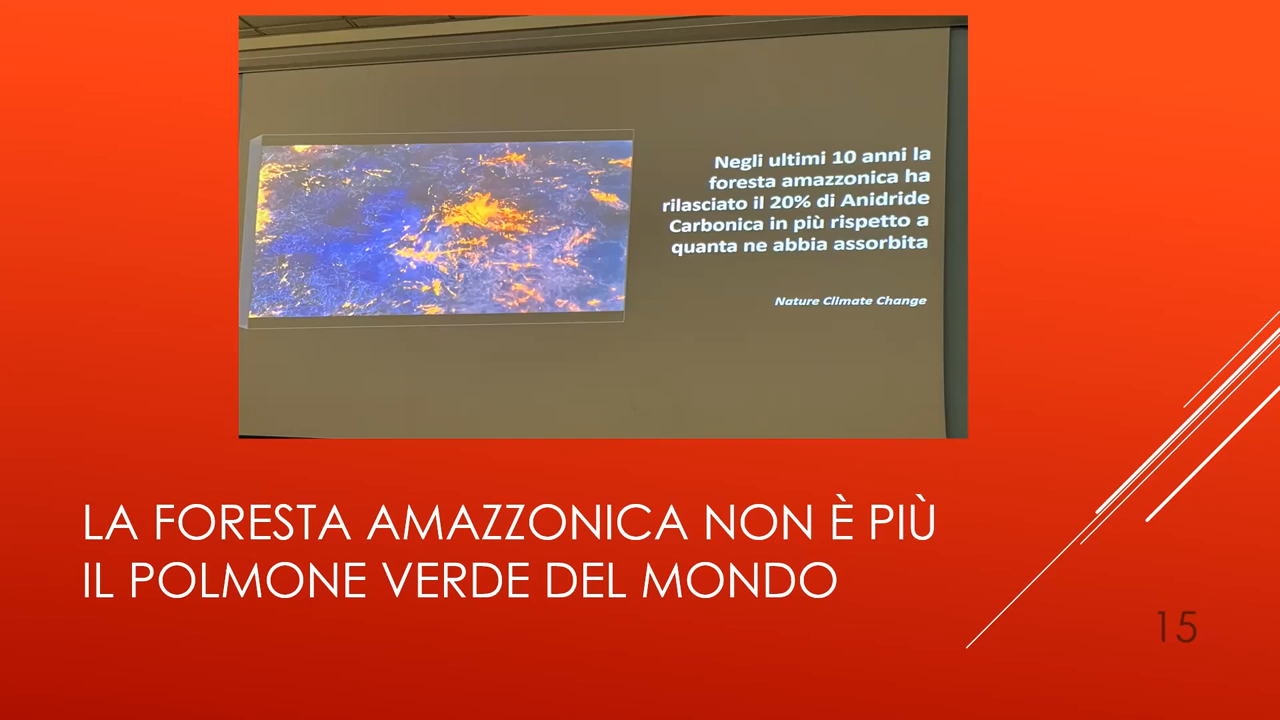 Negli ultimi 10 anni la
foresta amazzonica ha
rilasciato il 20% di Anidride
Carbonica in più rispetto a
quanta ne abbia assorbita
Nature Climate Change
LA FORESTA AMAZZONICA NON È PIÙ
IL POLMONE VERDE DEL MONDO
15